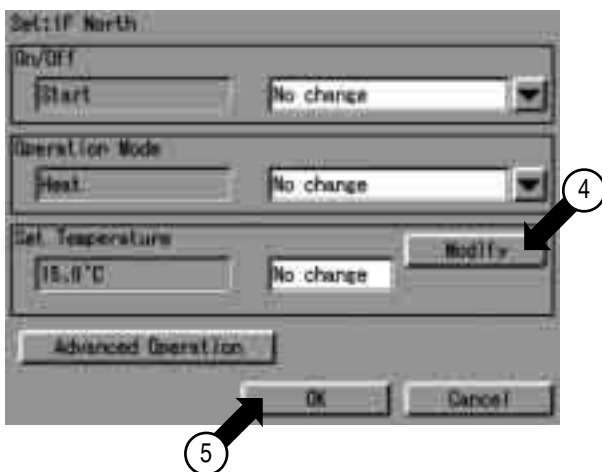 Set:1F North
On/Off
Start No change
Operation Mode
Heat No change
4
Set Temperature
Modify
15.0°C No change
Advanced Operation
OK Cancel
5